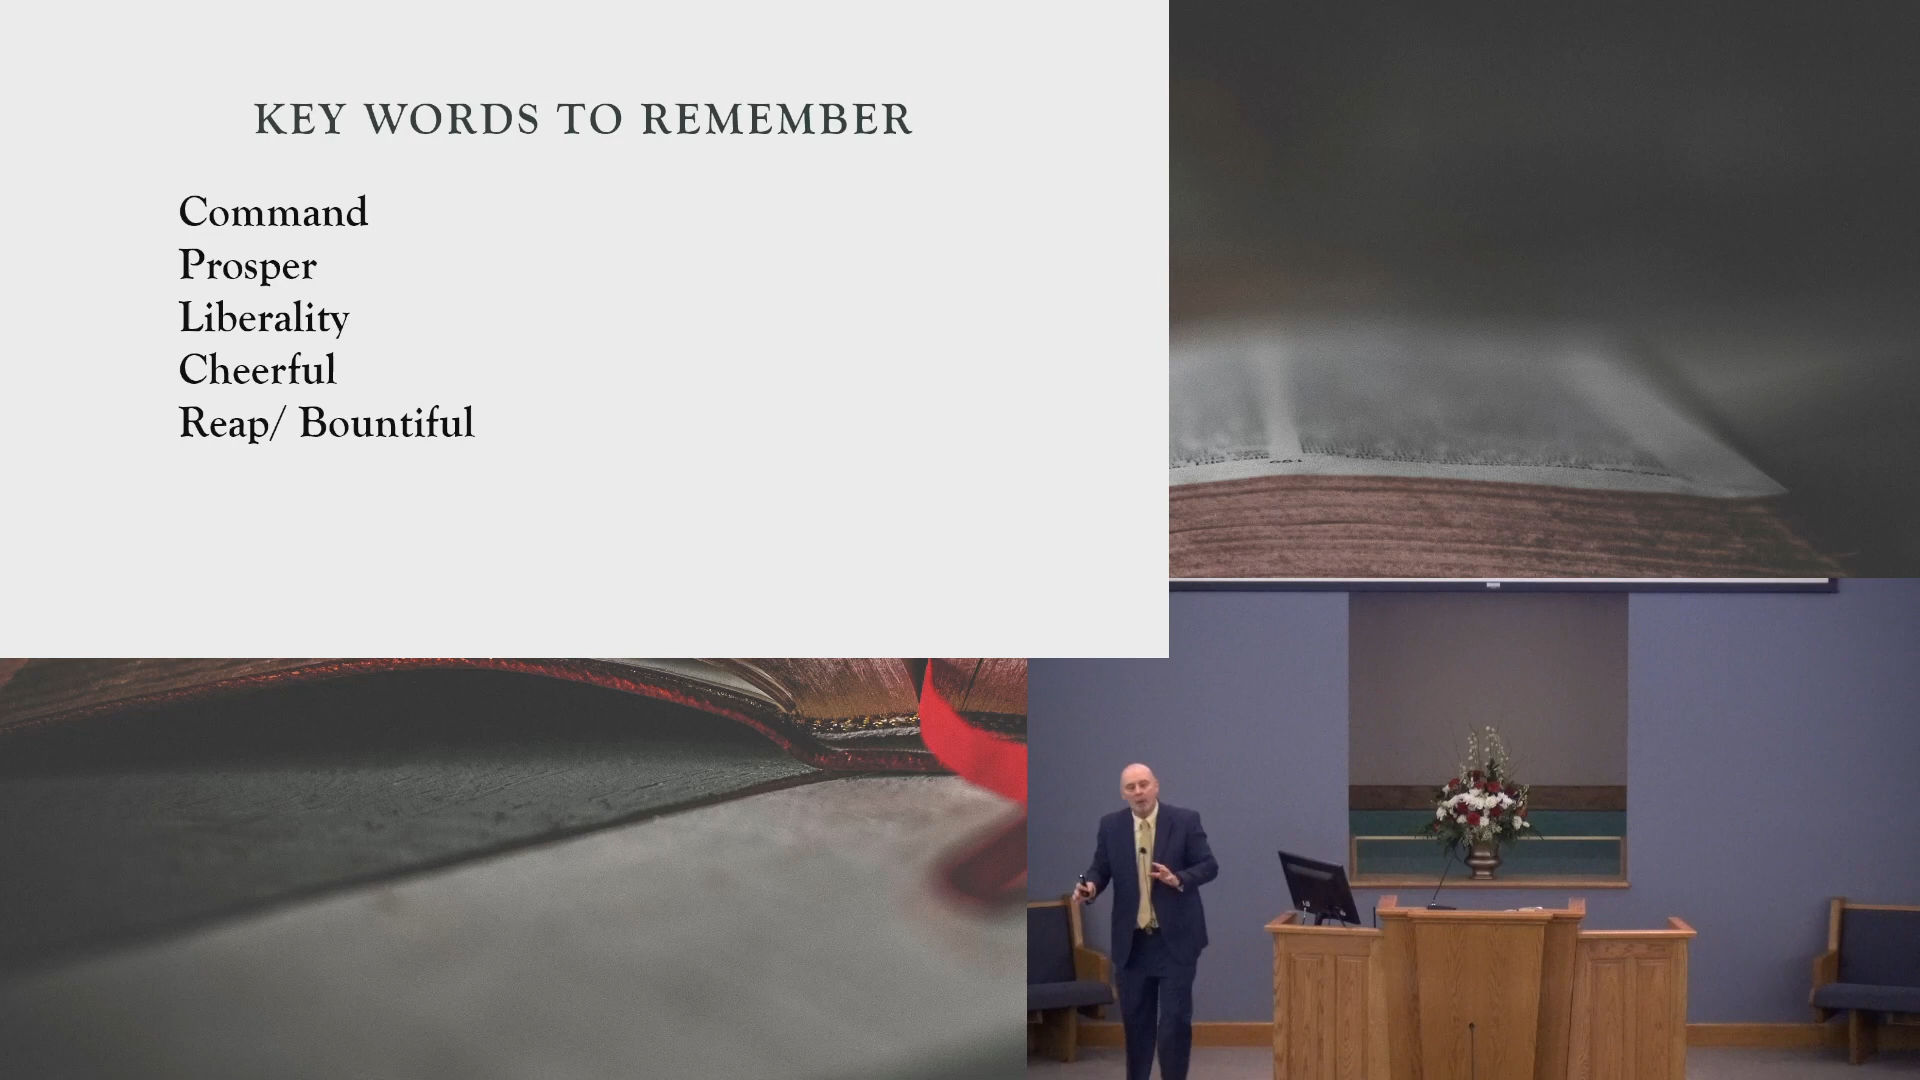 KEY WORDS TO REMEMBER
Command
Prosper
Liberality
Cheerful
Reap/ Bountiful